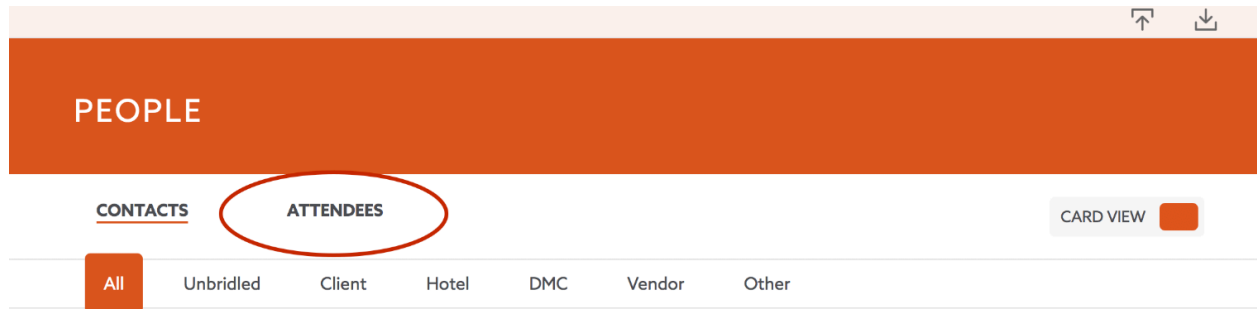 PEOPLE
CONTACTS ATTENDEES CARD VIEW
All Unbridled Client Hotel DMC Vendor Other